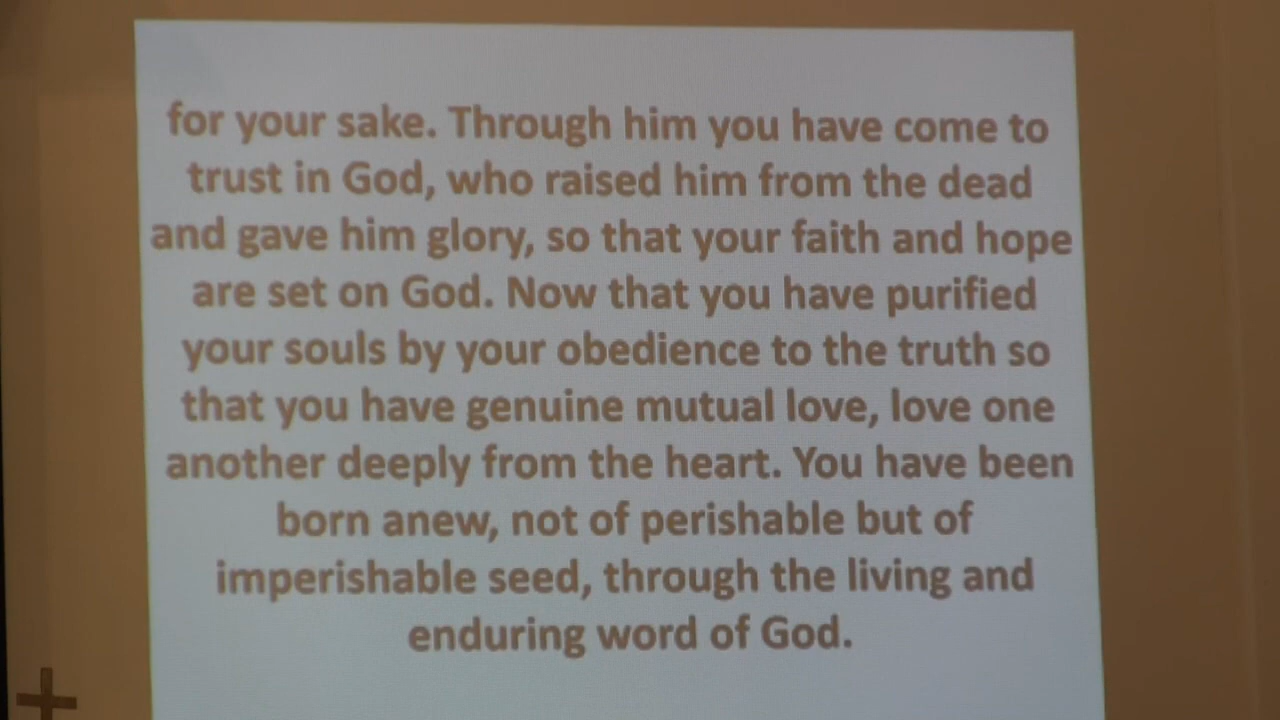 for your sake. Through him you have come to
trust in God, who raised him from the dead
and gave him glory, so that your faith and hope
are set on God. Now that you have purified
your souls by your obedience to the truth so
that you have genuine mutual love, love one
another deeply from the heart. You have been
born anew, not of perishable but of
imperishable seed, through the living and
enduring word of God.